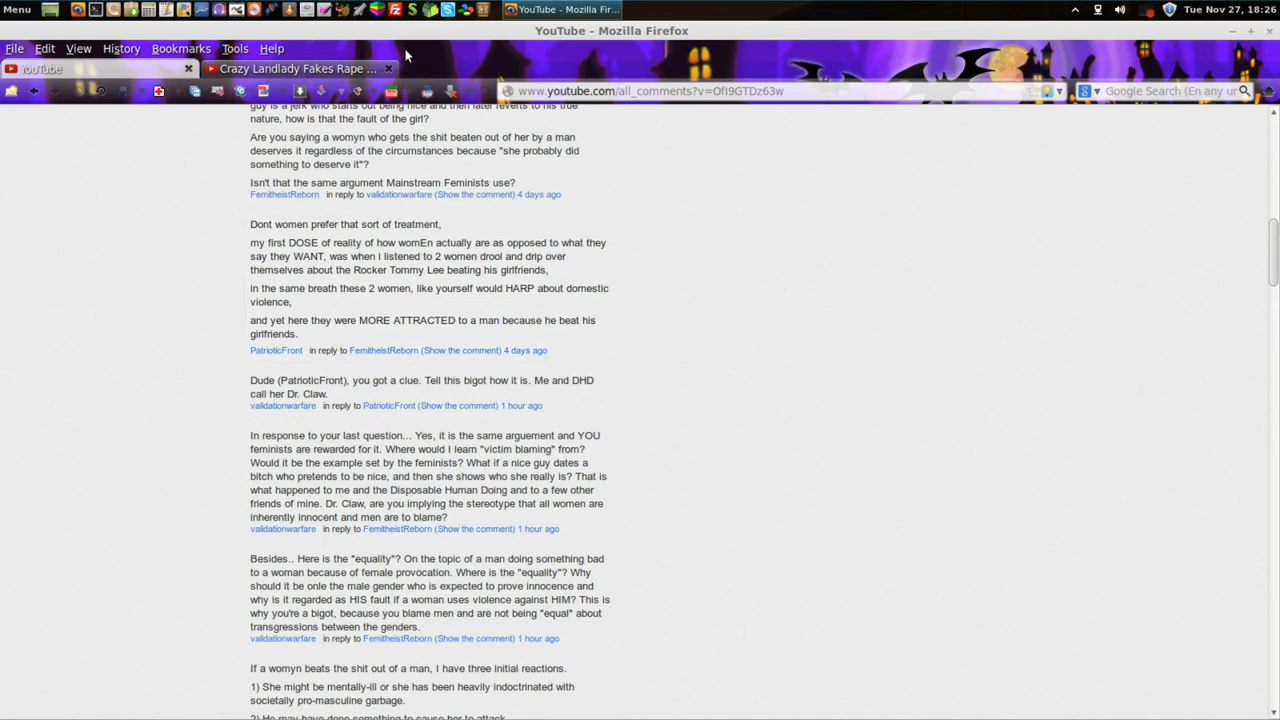 Menu
Tue Nov 27, 18:26
YouTube - Mozilla Fir...
YouTube - Mozilla Firefox
File Edit View History Bookmarks Tools Help
YouTube
Crazy Landlady Fakes Rape ...
www.youtube.com/all_comments?v=OfI9GTDz63w
Google Search (En any ur
guy is a jerk who starts out being nice and then later reverts to his true
nature, how is that the fault of the girl?
Are you saying a womyn who gets the shit beaten out of her by a man
deserves it regardless of the circumstances because "she probably did
something to deserve it"?
Isn't that the same argument Mainstream Feminists use?
FemitheistReborn in reply to validationwarfare (Show the comment) 4 days ago
Dont women prefer that sort of treatment,
my first DOSE of reality of how womEn actually are as opposed to what they
say they WANT, was when i listened to 2 women drool and drip over
themselves about the Rocker Tommy Lee beating his girlfriends,
in the same breath these 2 women, like yourself would HARP about domestic
violence,
and yet here they were MORE ATTRACTED to a man because he beat his
girlfriends.
PatrioticFront in reply to FemitheistReborn (Show the comment) 4 days ago
Dude (PatrioticFront), you got a clue. Tell this bigot how it is. Me and DHD
call her Dr. Claw.
validationwarfare in reply to PatrioticFront (Show the comment) 1 hour ago
In response to your last question... Yes, it is the same arguement and YOU
feminists are rewarded for it. Where would I learn "victim blaming" from?
Would it be the example set by the feminists? What if a nice guy dates a
bitch who pretends to be nice, and then she shows who she really is? That is
what happened to me and the Disposable Human Doing and to a few other
friends of mine. Dr. Claw, are you implying the stereotype that all women are
inherently innocent and men are to blame?
validationwarfare in reply to FemitheistReborn (Show the comment) 1 hour ago
Besides.. Here is the "equality"? On the topic of a man doing something bad
to a woman because of female provocation. Where is the "equality"? Why
should it be onle the male gender who is expected to prove innocence and
why is it regarded as HIS fault if a woman uses violence against HIM? This is
why you're a bigot, because you blame men and are not being "equal" about
transgressions between the genders.
validationwarfare in reply to FemitheistReborn (Show the comment) 1 hour ago
If a womyn beats the shit out of a man, I have three initial reactions.
1) She might be mentally-ill or she has been heavily indoctrinated with
societally pro-masculine garbage.
2) He may have done something to cause her to attack.